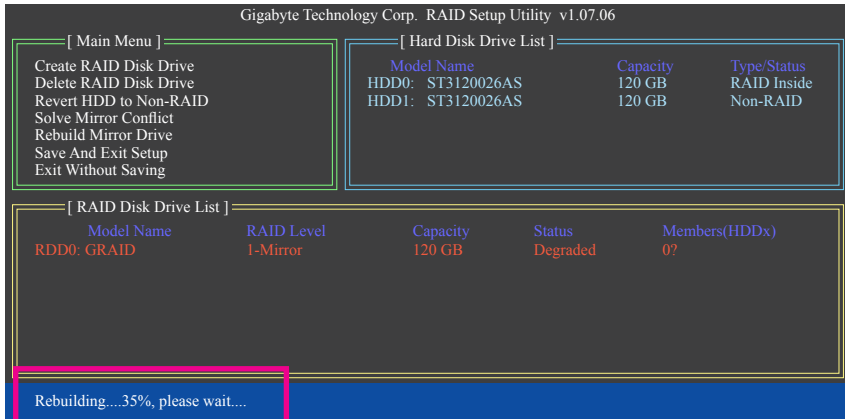 Gigabyte Technology Corp. RAID Setup Utility v1.07.06
[ Main Menu ]
Create RAID Disk Drive
Delete RAID Disk Drive
Revert HDD to Non-RAID
Solve Mirror Conflict
Rebuild Mirror Drive
Save And Exit Setup
Exit Without Saving
[ Hard Disk Drive List ]
Model Name Capacity Type/Status
HDD0: ST3120026AS 120 GB RAID Inside
HDD1: ST3120026AS 120 GB Non-RAID
[ RAID Disk Drive List ]
Model Name RAID Level Capacity Status Members(HDDx)
RDD0: GRAID 1-Mirror 120 GB Degraded 0?
Rebuilding....35%, please wait....